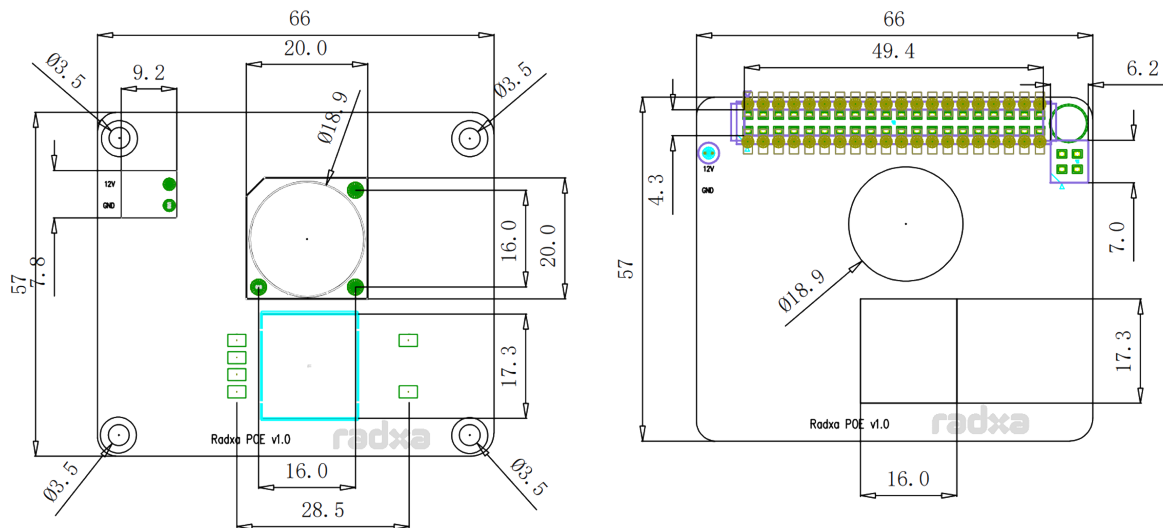 66
20.0
9.2
Ø3.5
Ø3.5
Ø18.9
12V
GND
57
7.8
16.0
20.0
17.3
Radxa POE v1.0
radxa
Ø3.5
Ø3.5
16.0
28.5
66
49.4
6.2
4.3
12V
GND
57
7.0
Ø18.9
17.3
Radxa POE v1.0
radxa
16.0